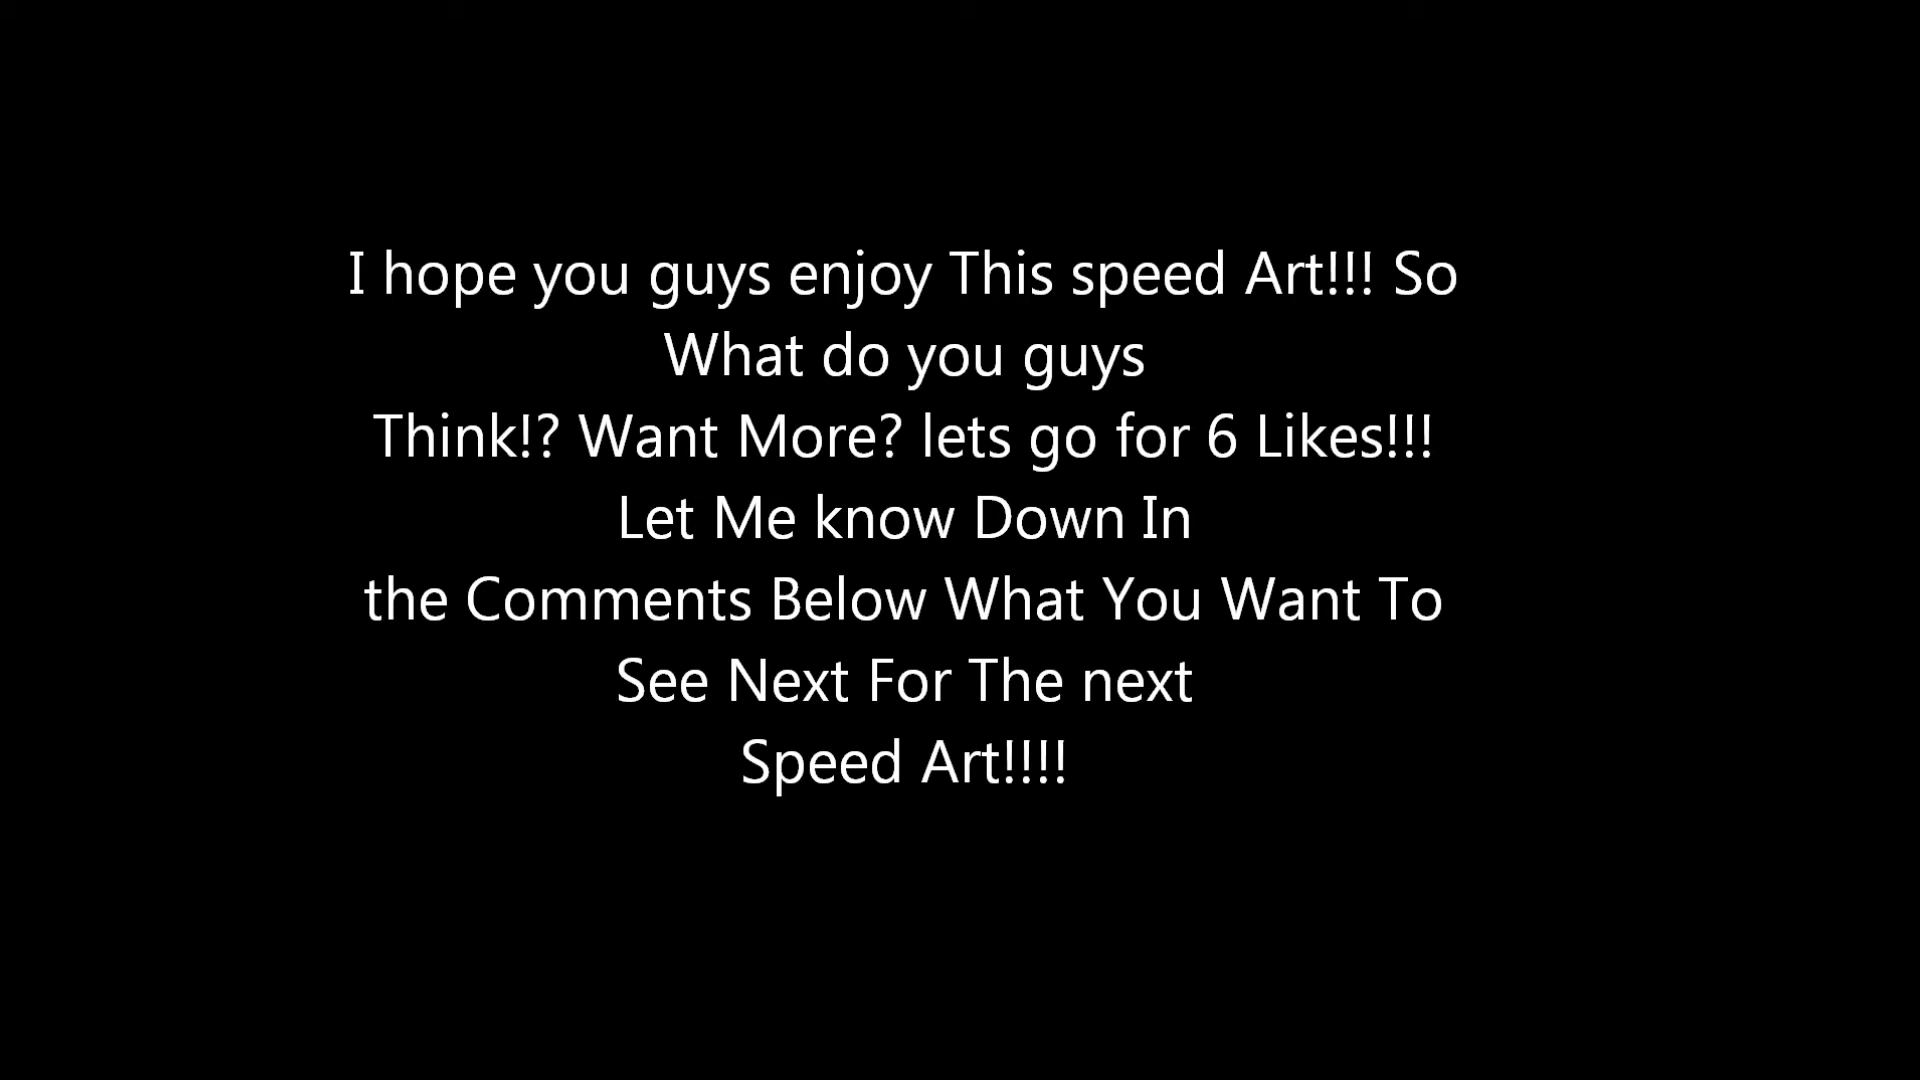 I hope you guys enjoy This speed Art!!! So
What do you guys
Think!? Want More? lets go for 6 Likes!!!
Let Me know Down In
the Comments Below What You Want To
See Next For The next
Speed Art!!!!